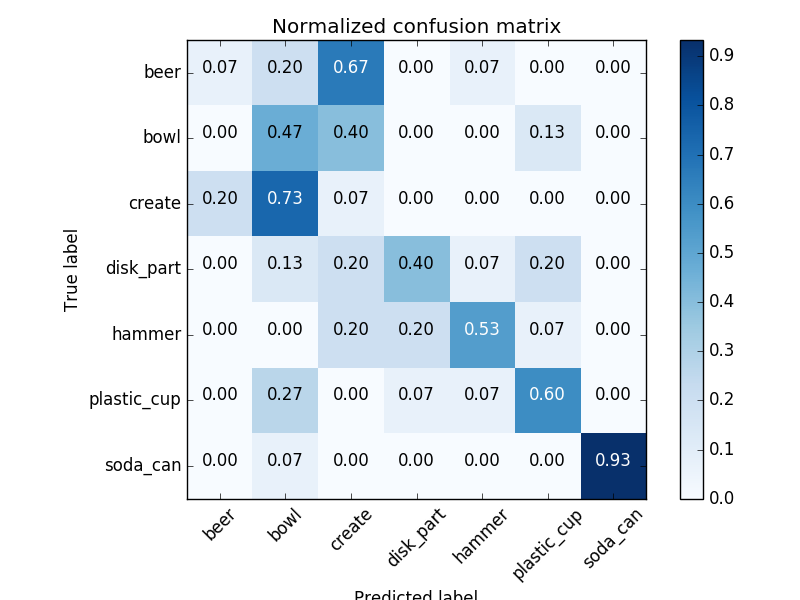 Normalized confusion matrix
beer 0.07 0.20 0.67 0.00 0.07 0.00 0.00
bowl 0.00 0.47 0.40 0.00 0.00 0.13 0.00
create 0.20 0.73 0.07 0.00 0.00 0.00 0.00
disk_part 0.00 0.13 0.20 0.40 0.07 0.20 0.00
hammer 0.00 0.00 0.20 0.20 0.53 0.07 0.00
plastic_cup 0.00 0.27 0.00 0.07 0.07 0.60 0.00
soda_can 0.00 0.07 0.00 0.00 0.00 0.00 0.93
beer bowl create disk_part hammer plastic_cup soda_can
True label
Predicted label
0.9
0.8
0.7
0.6
0.5
0.4
0.3
0.2
0.1
0.0